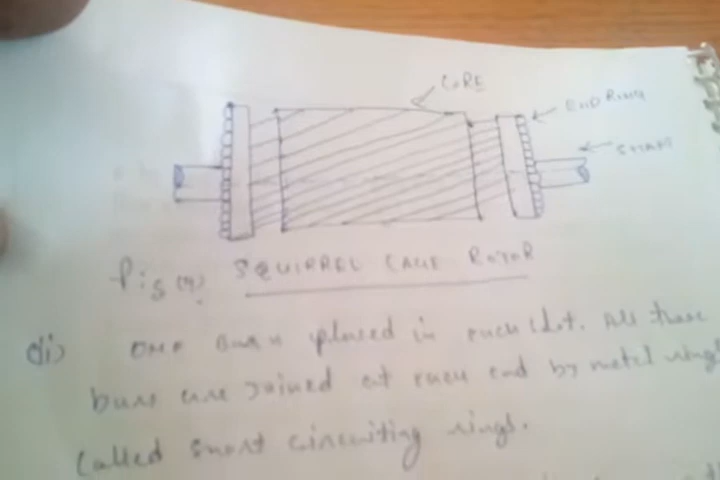 CORE
END RING
SHAFT
Fig (4) SQUIRREL CAGE ROTOR
di) One bar is placed in each slot. All these
bars are joined at each end by metal rings
called short circuiting rings.